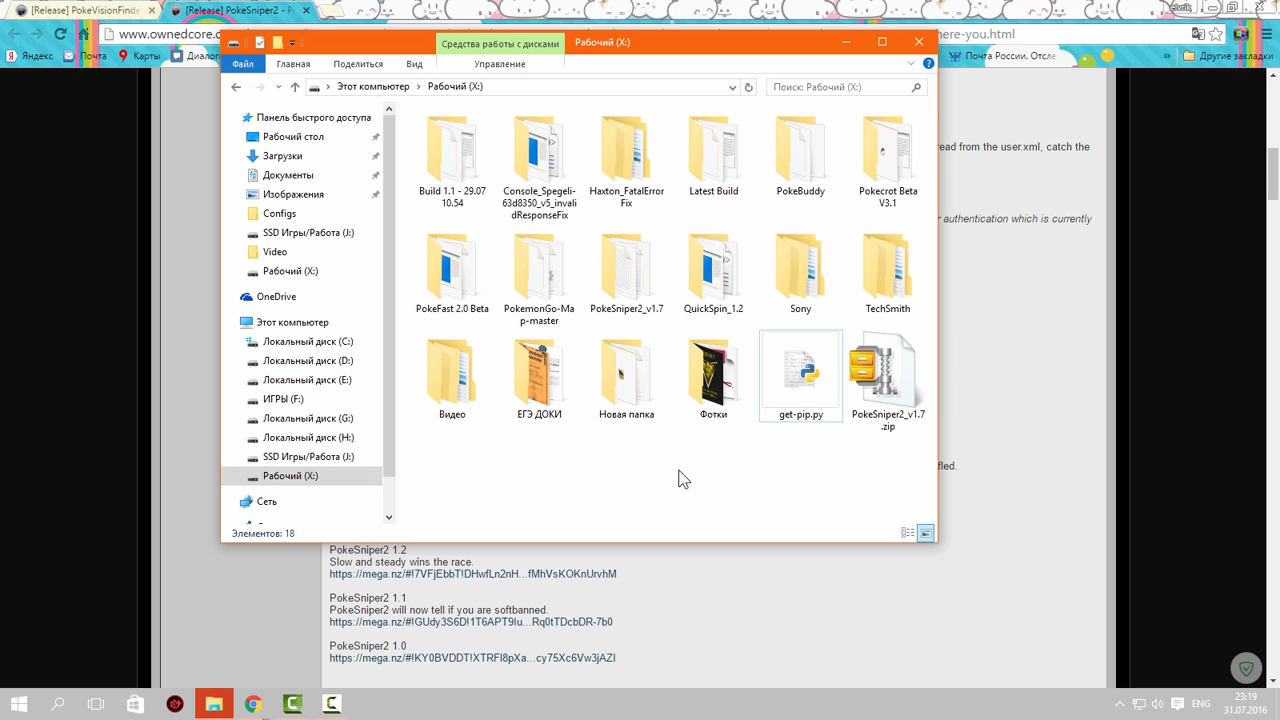 [Release] PokeVisionFinde
[Release] PokeSniper2 - P
Elvik
https://www.ownedcore.c
here-you.html
Яндекс
Почта
Карты
Диалоги
Почта России. Отсле
Другие закладки
Средства работы с дисками
Рабочий (X:)
Файл
Главная
Поделиться
Вид
Управление
Этот компьютер
Рабочий (X:)
Поиск: Рабочий (X:)
Панель быстрого доступа
Рабочий стол
Загрузки
Документы
Изображения
Configs
SSD Игры/Работа (J:)
Video
Рабочий (X:)
OneDrive
Этот компьютер
Локальный диск (C:)
Локальный диск (D:)
Локальный диск (E:)
ИГРЫ (F:)
Локальный диск (G:)
Локальный диск (H:)
SSD Игры/Работа (J:)
Рабочий (X:)
Сеть
Build 1.1 - 29.07
10.54
Console_Spegeli-
63d8350_v5_invali
dResponseFix
Haxton_FatalError
Fix
Latest Build
PokeBuddy
Pokecrot Beta
V3.1
PokeFast 2.0 Beta
PokemonGo-Ma
p-master
PokeSniper2_v1.7
QuickSpin_1.2
Sony
TechSmith
Видео
ЕГЭ ДОКИ
Новая папка
Фотки
get-pip.py
PokeSniper2_v1.7
.zip
Элементов: 18
read from the user.xml, catch the
r authentication which is currently
fled.
PokeSniper2 1.2
Slow and steady wins the race.
https://mega.nz/#!7VFjEbbT!DHwfLn2nH...fMhVsKOKnUrvhM
PokeSniper2 1.1
PokeSniper2 will now tell if you are softbanned.
https://mega.nz/#!GUdy3S6D!1T6APT9Iu...Rq0tTDcbDR-7b0
PokeSniper2 1.0
https://mega.nz/#!KY0BVDDT!XTRFI8pXa...cy75Xc6Vw3jAZI
ENG
23:19
31.07.2016